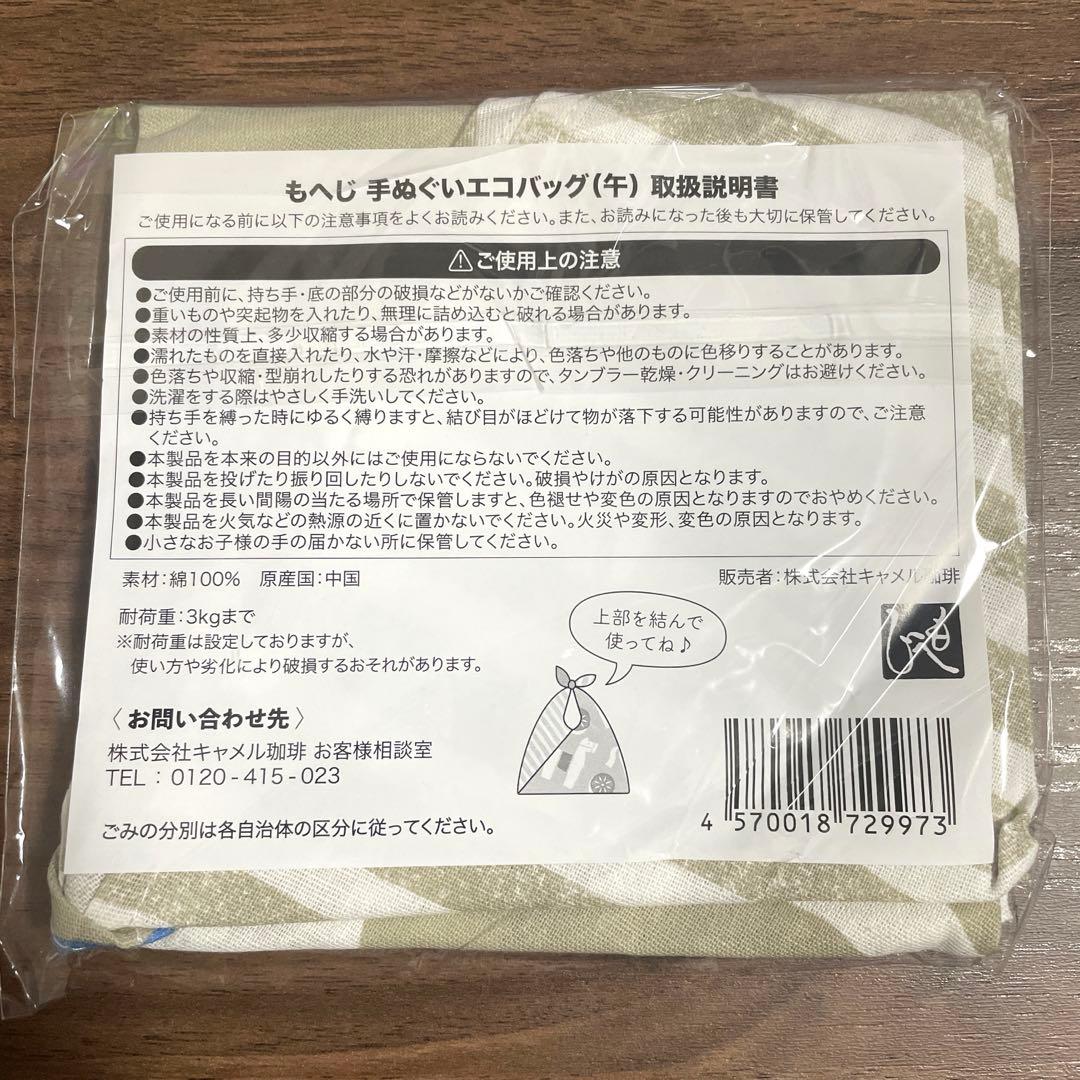 もへじ 手ぬぐいエコバッグ(午) 取扱説明書
ご使用になる前に以下の注意事項をよくお読みください。また、お読みになった後も大切に保管してください。
⚠ご使用上の注意
●ご使用前に、持ち手・底の部分の破損などがないかご確認ください。
●重いものや突起物を入れたり、無理に詰め込むと破れる場合があります。
●素材の性質上、多少収縮する場合があります。
●濡れたものを直接入れたり、水や汗・摩擦などにより、色落ちや他のものに色移りすることがあります。
●色落ちや収縮・型崩れしたりする恐れがありますので、タンブラー乾燥・クリーニングはお避けください。
●洗濯をする際はやさしく手洗いしてください。
●持ち手を縛った時にゆるく縛りますと、結び目がほどけて物が落下する可能性がありますので、ご注意
ください。
●本製品を本来の目的以外にはご使用にならないでください。
●本製品を投げたり振り回したりしないでください。破損やけがの原因となります。
●本製品を長い間陽の当たる場所で保管しますと、色褪せや変色の原因となりますのでおやめください。
●本製品を火気などの熱源の近くに置かないでください。火災や変形、変色の原因となります。
●小さなお子様の手の届かない所に保管してください。
素材:綿100% 原産国:中国
販売者:株式会社キャメル珈琲
耐荷重:3kgまで
※耐荷重は設定しておりますが、
使い方や劣化により破損するおそれがあります。
上部を結んで
使ってね♪
もへじ
〈お問い合わせ先〉
株式会社キャメル珈琲 お客様相談室
TEL : 0120-415-023
ごみの分別は各自治体の区分に従ってください。
4 570018 729973